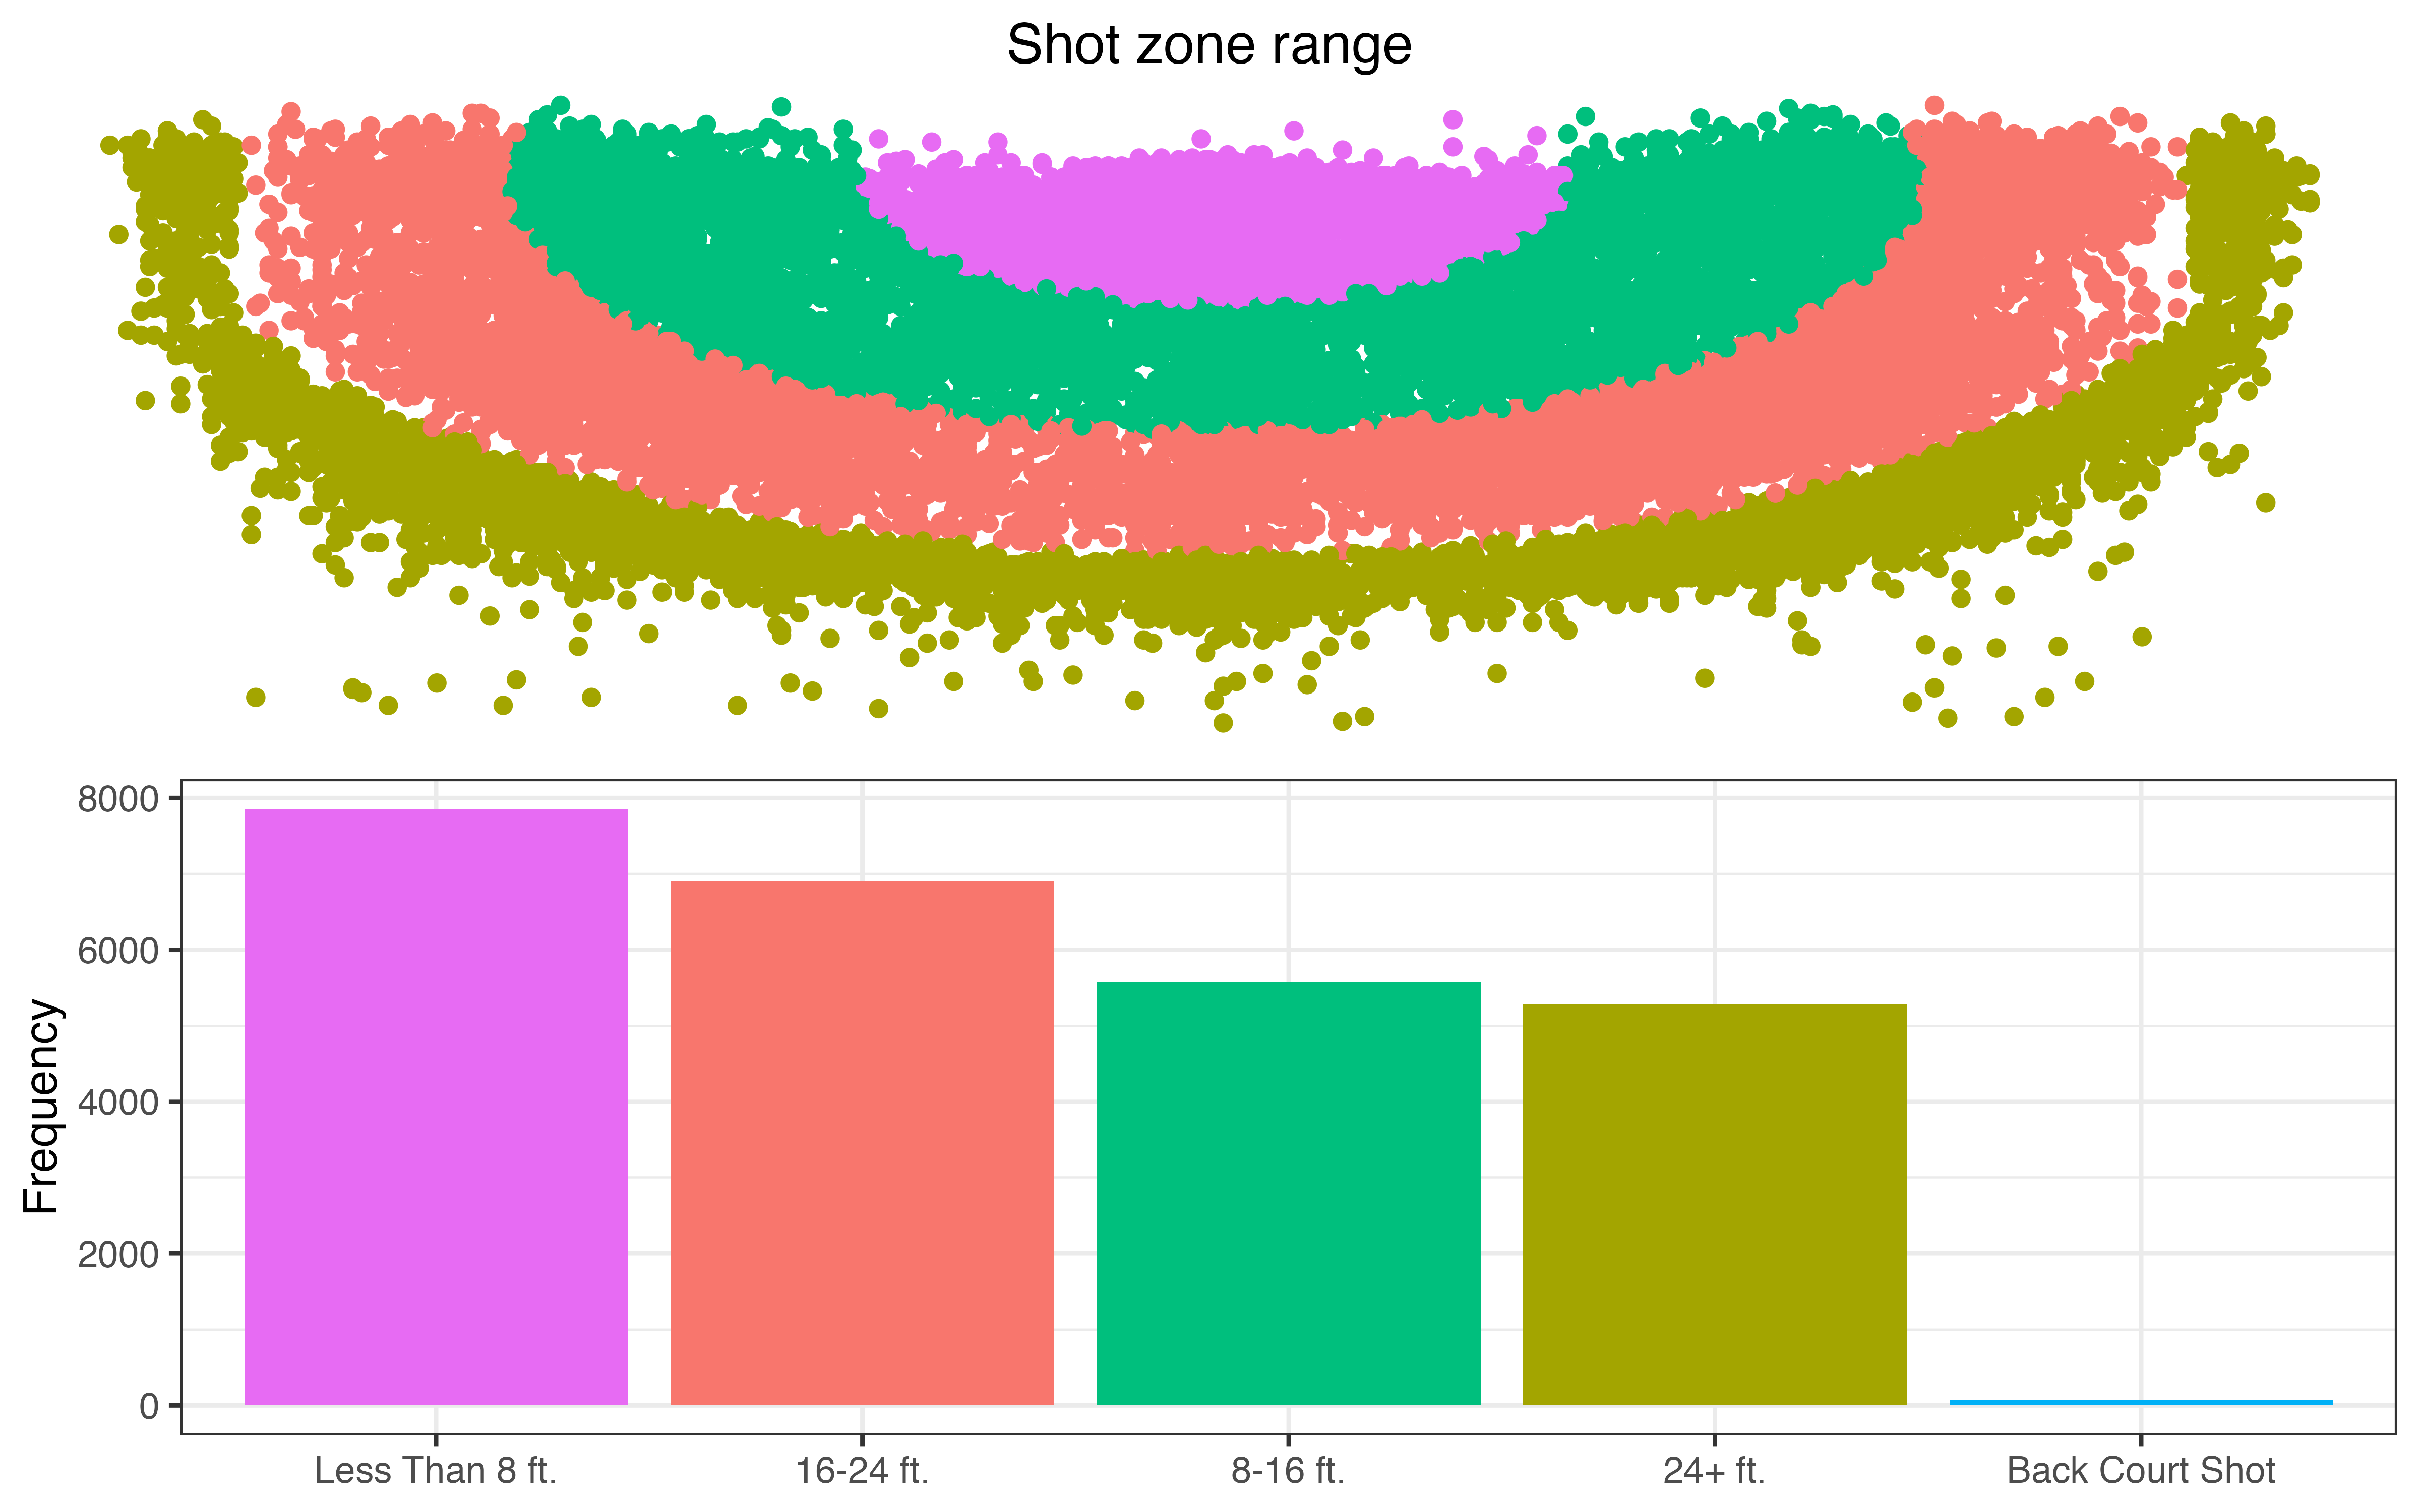 Shot zone range
8000
6000
4000
2000
0
Frequency
Less Than 8 ft.
16-24 ft.
8-16 ft.
24+ ft.
Back Court Shot